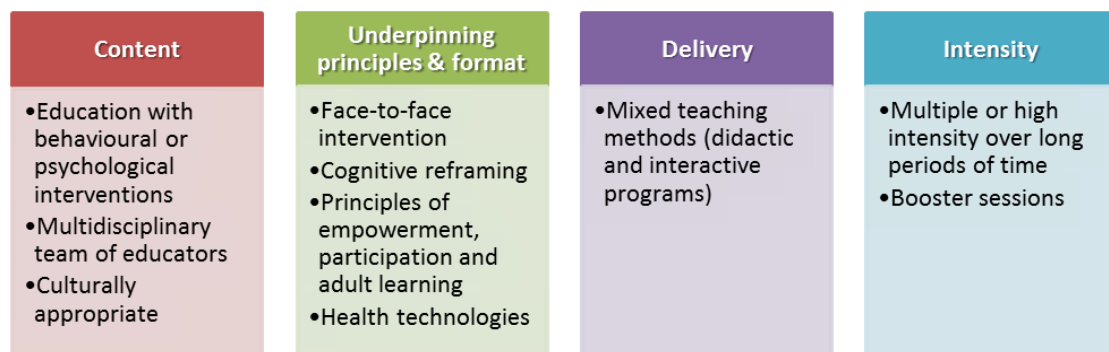 Content
•Education with
behavioural or
psychological
interventions
•Multidisciplinary
team of educators
•Culturally
appropriate
Underpinning
principles & format
•Face-to-face
intervention
•Cognitive reframing
•Principles of
empowerment,
participation and
adult learning
•Health technologies
Delivery
•Mixed teaching
methods (didactic
and interactive
programs)
Intensity
•Multiple or high
intensity over long
periods of time
•Booster sessions